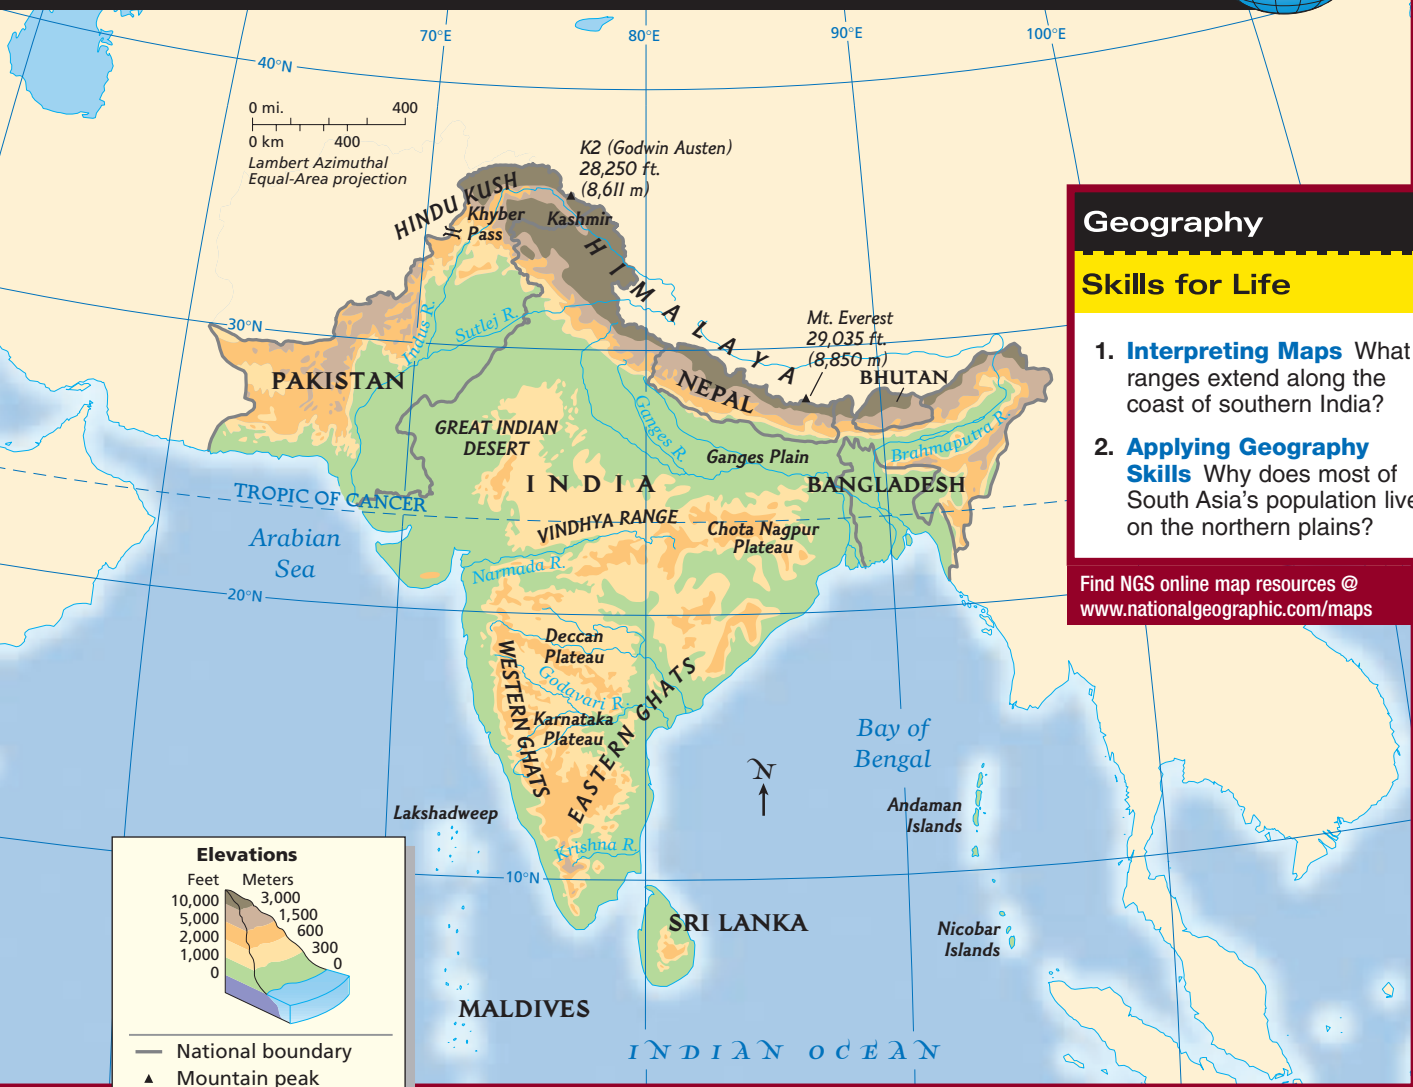 70°E
80°E
90°E
100°E
40°N
0 mi.
400
0 km
400
Lambert Azimuthal
Equal-Area projection
K2 (Godwin Austen)
28,250 ft.
(8,611 m)
HINDU KUSH
Khyber
Pass
Kashmir
HIMALAYA
30°N
Indus R.
Sutlej R.
Mt. Everest
29,035 ft.
(8,850 m)
PAKISTAN
NEPAL
BHUTAN
GREAT INDIAN
DESERT
Ganges R.
Ganges Plain
Brahmaputra R.
INDIA
BANGLADESH
TROPIC OF CANCER
VINDHYA RANGE
Chota Nagpur
Plateau
Arabian
Sea
Narmada R.
20°N
Deccan
Plateau
WESTERN GHATS
Godavari R.
Karnataka
Plateau
EASTERN GHATS
Bay of
Bengal
N
Lakshadweep
Andaman
Islands
Krishna R.
10°N
SRI LANKA
Nicobar
Islands
MALDIVES
INDIAN OCEAN
Elevations
Feet Meters
10,000 3,000
5,000 1,500
2,000 600
1,000 300
0 0
National boundary
Mountain peak
Geography
Skills for Life
1. Interpreting Maps What
ranges extend along the
coast of southern India?
2. Applying Geography
Skills Why does most of
South Asia's population live
on the northern plains?
Find NGS online map resources @
www.nationalgeographic.com/maps